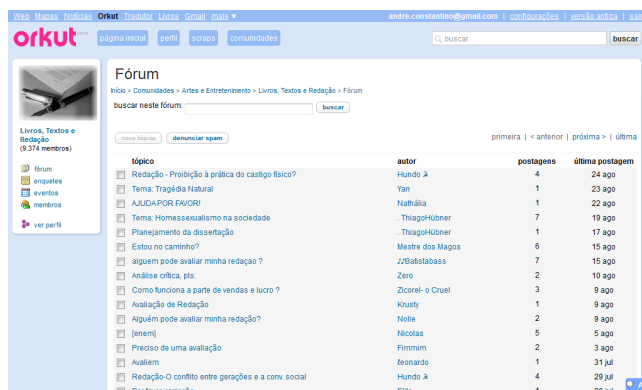 Web Mapas Notícias Orkut Tradutor Livros Gmail mais ▼
andre.constantino@gmail.com | configurações | versão antiga |
orkut beta
página inicial perfil scraps comunidades
buscar buscar
Fórum
Início > Comunidades > Artes e Entretenimento > Livros, Textos e Redação > Fórum
buscar neste fórum: buscar
Livros, Textos e
Redação
(9.374 membros)
fórum
enquetes
eventos
membros
ver perfil
novo tópico denunciar spam
primeira | < anterior | próxima > | última
tópico autor postagens última postagem
Redação - Proibição à prática do castigo físico? Hundo 4 24 ago
Tema: Tragédia Natural Yan 1 23 ago
AJUDA POR FAVOR! Nathália 1 22 ago
Tema: Homessexualismo na sociedade . ThiagoHübner 7 19 ago
Planejamento da dissertação . ThiagoHübner 1 17 ago
Estou no caminho? Mestre dos Magos 6 15 ago
alguem pode avaliar minha redaçao ? ♪♪Batistabass 7 15 ago
Análise crítica, pls. Zero 2 10 ago
Como funciona a parte de vendas e lucro ? Zicorel- o Cruel 3 9 ago
Avaliação de Redação Krusty 1 9 ago
Alguém pode avaliar minha redação? Nolie 2 9 ago
[enem] Nicolas 5 5 ago
Preciso de uma avaliação Fimmim 2 3 ago
Avaliem ℓeonardo 1 31 jul
Redação-O conflito entre gerações e a conv. social Hundo 4 29 jul